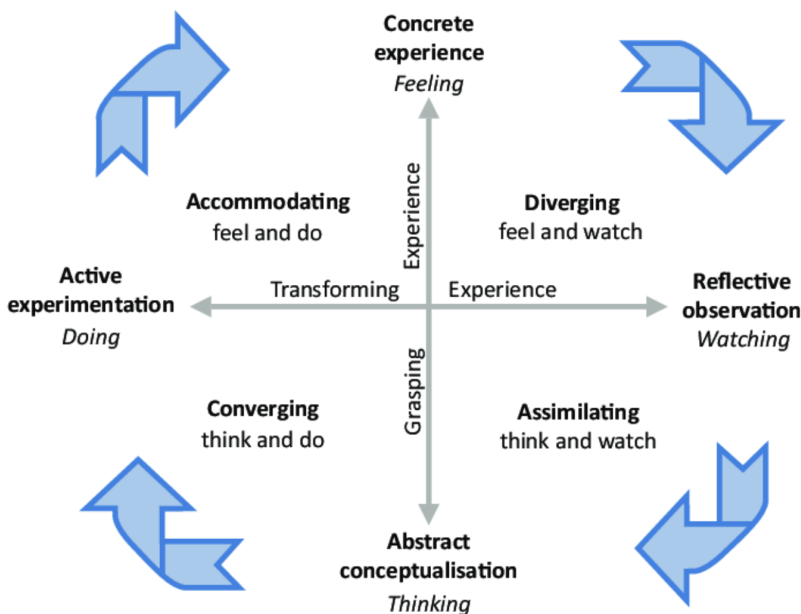 Concrete
experience
Feeling
Experience
Accommodating
feel and do
Diverging
feel and watch
Active
experimentation
Doing
Transforming
Experience
Reflective
observation
Watching
Grasping
Converging
think and do
Assimilating
think and watch
Abstract
conceptualisation
Thinking